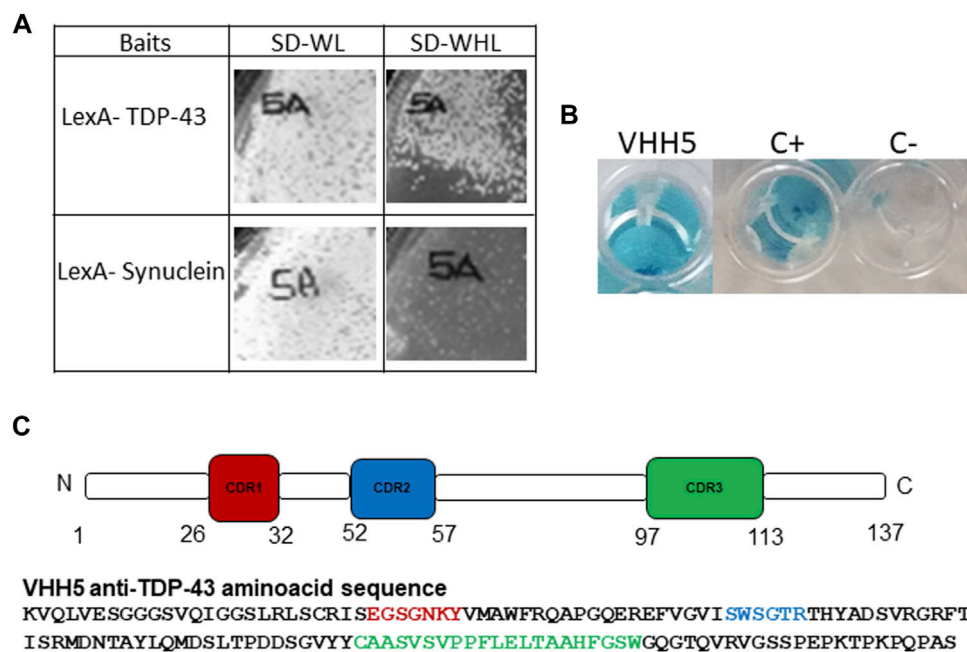 A
Baits SD-WL SD-WHL
LexA- TDP-43 5A 5A
LexA- Synuclein 5A 5A
B
VHH5 C+ C-
C
N CDR1 CDR2 CDR3 C
1 26 32 52 57 97 113 137
VHH5 anti-TDP-43 aminoacid sequence
KVQLVESGGGSVQIGGSLRLSCRISEGSGNKYVMAWFRQAPGQEREFVGVISWSGTRTHYADSVRGRFT
ISRMDNTAYLQMDSLTPDDSGVYYCAASVSVPPFLELTAAHFGSWGQGTQVRVGSSPEPKTPKPQPAS